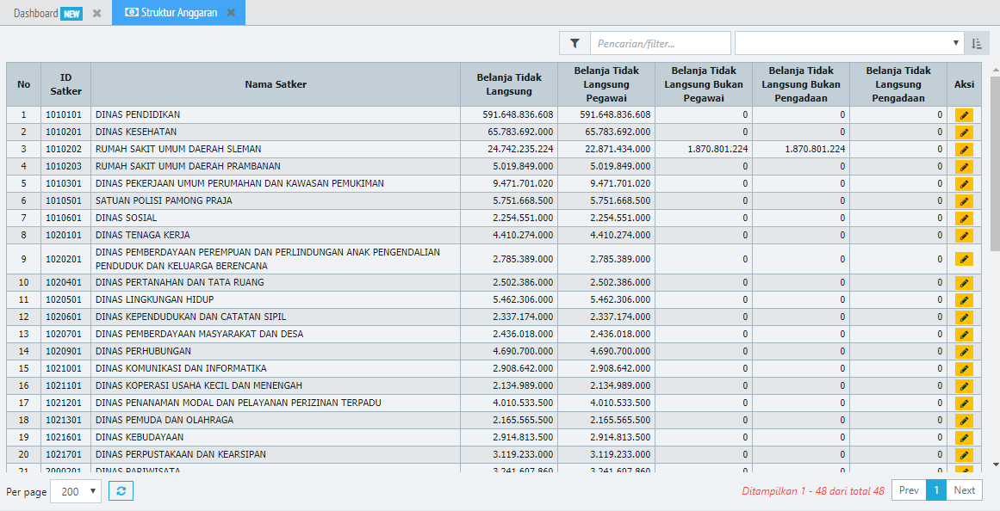 Dashboard NEW ✖ Struktur Anggaran ✖
Pencarian/filter...
No ID Satker Nama Satker Belanja Tidak Langsung Belanja Tidak Langsung Pegawai Belanja Tidak Langsung Bukan Pegawai Belanja Tidak Langsung Bukan Pengadaan Belanja Tidak Langsung Pengadaan Aksi
1 1010101 DINAS PENDIDIKAN 591.648.836.608 591.648.836.608 0 0 0
2 1010201 DINAS KESEHATAN 65.783.692.000 65.783.692.000 0 0 0
3 1010202 RUMAH SAKIT UMUM DAERAH SLEMAN 24.742.235.224 22.871.434.000 1.870.801.224 1.870.801.224 0
4 1010203 RUMAH SAKIT UMUM DAERAH PRAMBANAN 5.019.849.000 5.019.849.000 0 0 0
5 1010301 DINAS PEKERJAAN UMUM PERUMAHAN DAN KAWASAN PEMUKIMAN 9.471.701.020 9.471.701.020 0 0 0
6 1010501 SATUAN POLISI PAMONG PRAJA 5.751.668.500 5.751.668.500 0 0 0
7 1010601 DINAS SOSIAL 2.254.551.000 2.254.551.000 0 0 0
8 1020101 DINAS TENAGA KERJA 4.410.274.000 4.410.274.000 0 0 0
9 1020201 DINAS PEMBERDAYAAN PEREMPUAN DAN PERLINDUNGAN ANAK PENGENDALIAN
PENDUDUK DAN KELUARGA BERENCANA 2.785.389.000 2.785.389.000 0 0 0
10 1020401 DINAS PERTANAHAN DAN TATA RUANG 2.502.386.000 2.502.386.000 0 0 0
11 1020501 DINAS LINGKUNGAN HIDUP 5.462.306.000 5.462.306.000 0 0 0
12 1020601 DINAS KEPENDUDUKAN DAN CATATAN SIPIL 2.337.174.000 2.337.174.000 0 0 0
13 1020701 DINAS PEMBERDAYAAN MASYARAKAT DAN DESA 2.436.018.000 2.436.018.000 0 0 0
14 1020901 DINAS PERHUBUNGAN 4.690.700.000 4.690.700.000 0 0 0
15 1021001 DINAS KOMUNIKASI DAN INFORMATIKA 2.908.642.000 2.908.642.000 0 0 0
16 1021101 DINAS KOPERASI USAHA KECIL DAN MENENGAH 2.134.989.000 2.134.989.000 0 0 0
17 1021201 DINAS PENANAMAN MODAL DAN PELAYANAN PERIZINAN TERPADU 4.010.533.500 4.010.533.500 0 0 0
18 1021301 DINAS PEMUDA DAN OLAHRAGA 2.165.565.500 2.165.565.500 0 0 0
19 1021601 DINAS KEBUDAYAAN 2.914.813.500 2.914.813.500 0 0 0
20 1021701 DINAS PERPUSTAKAAN DAN KEARSIPAN 3.119.233.000 3.119.233.000 0 0 0
21 2000201 DINAS PARIWISATA 3.241.607.860 3.241.607.860 0 0 0
Per page 200 Ditampilkan 1 - 48 dari total 48 Prev 1 Next